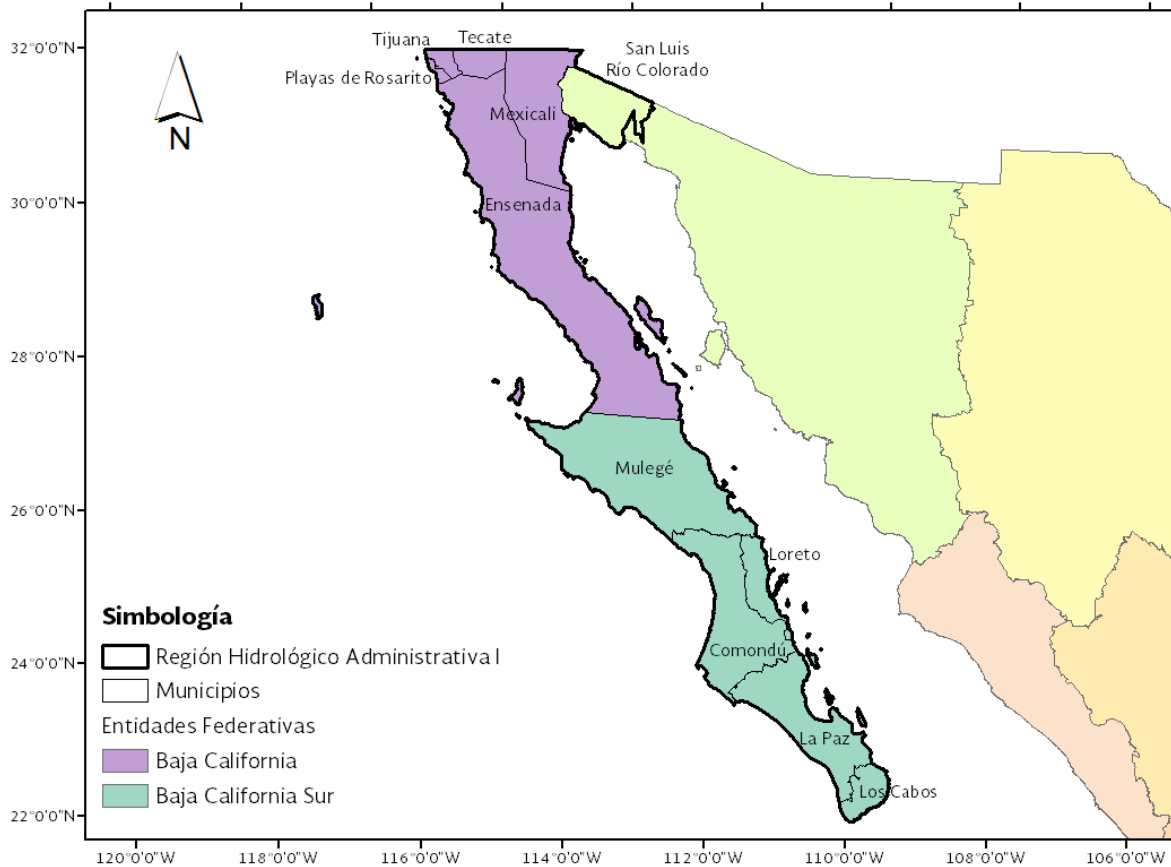 32°0'0"N
30°0'0"N
28°0'0"N
26°0'0"N
24°0'0"N
22°0'0"N
N
Tijuana
Tecate
Playas de Rosarito
San Luis
Río Colorado
Mexicali
Ensenada
Mulegé
Loreto
Comondú
La Paz
Los Cabos
Simbología
Región Hidrológico Administrativa I
Municipios
Entidades Federativas
Baja California
Baja California Sur
120°0'0"W
118°0'0"W
116°0'0"W
114°0'0"W
112°0'0"W
110°0'0"W
108°0'0"W
106°0'0"W